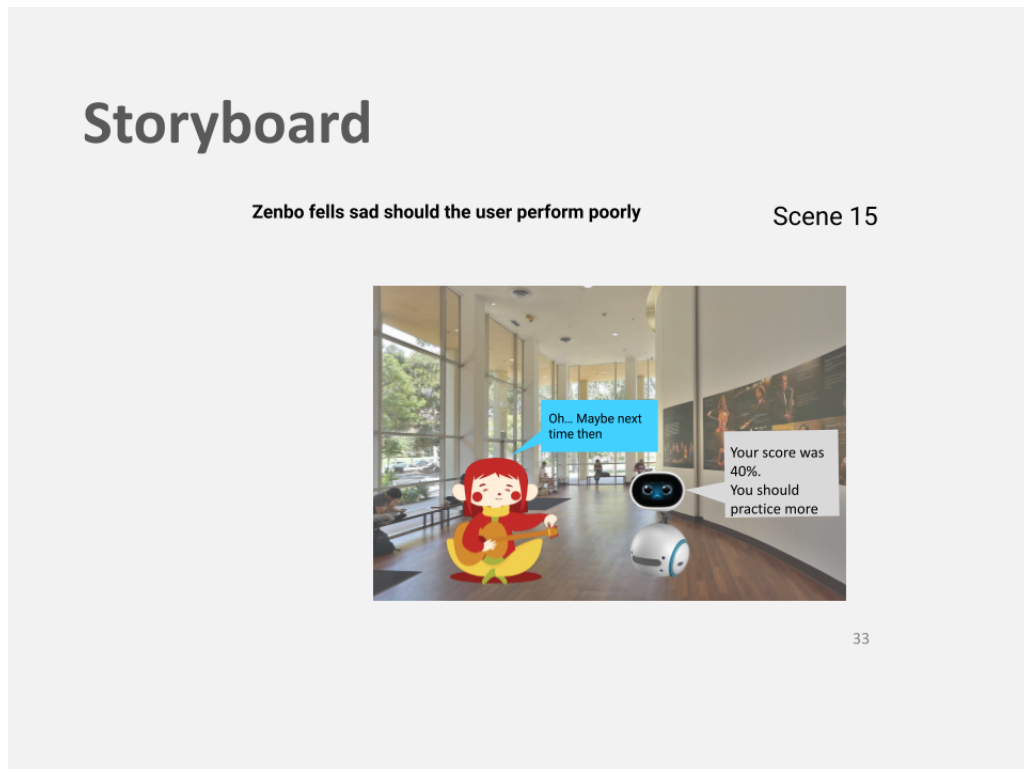 Storyboard
Zenbo fells sad should the user perform poorly
Scene 15
Oh... Maybe next
time then
Your score was
40%.
You should
practice more
33